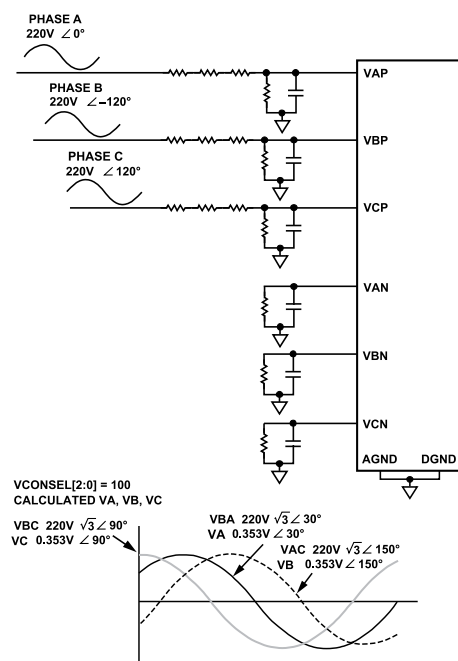 PHASE A
220V ∠0°
VAP
PHASE B
220V ∠−120°
VBP
PHASE C
220V ∠120°
VCP
VAN
VBN
VCN
AGND DGND
VCONSEL[2:0] = 100
CALCULATED VA, VB, VC
VBC 220V √3∠90°
VC 0.353V ∠90°
VBA 220V √3∠30°
VA 0.353V ∠30°
VAC 220V √3∠150°
VB 0.353V ∠150°